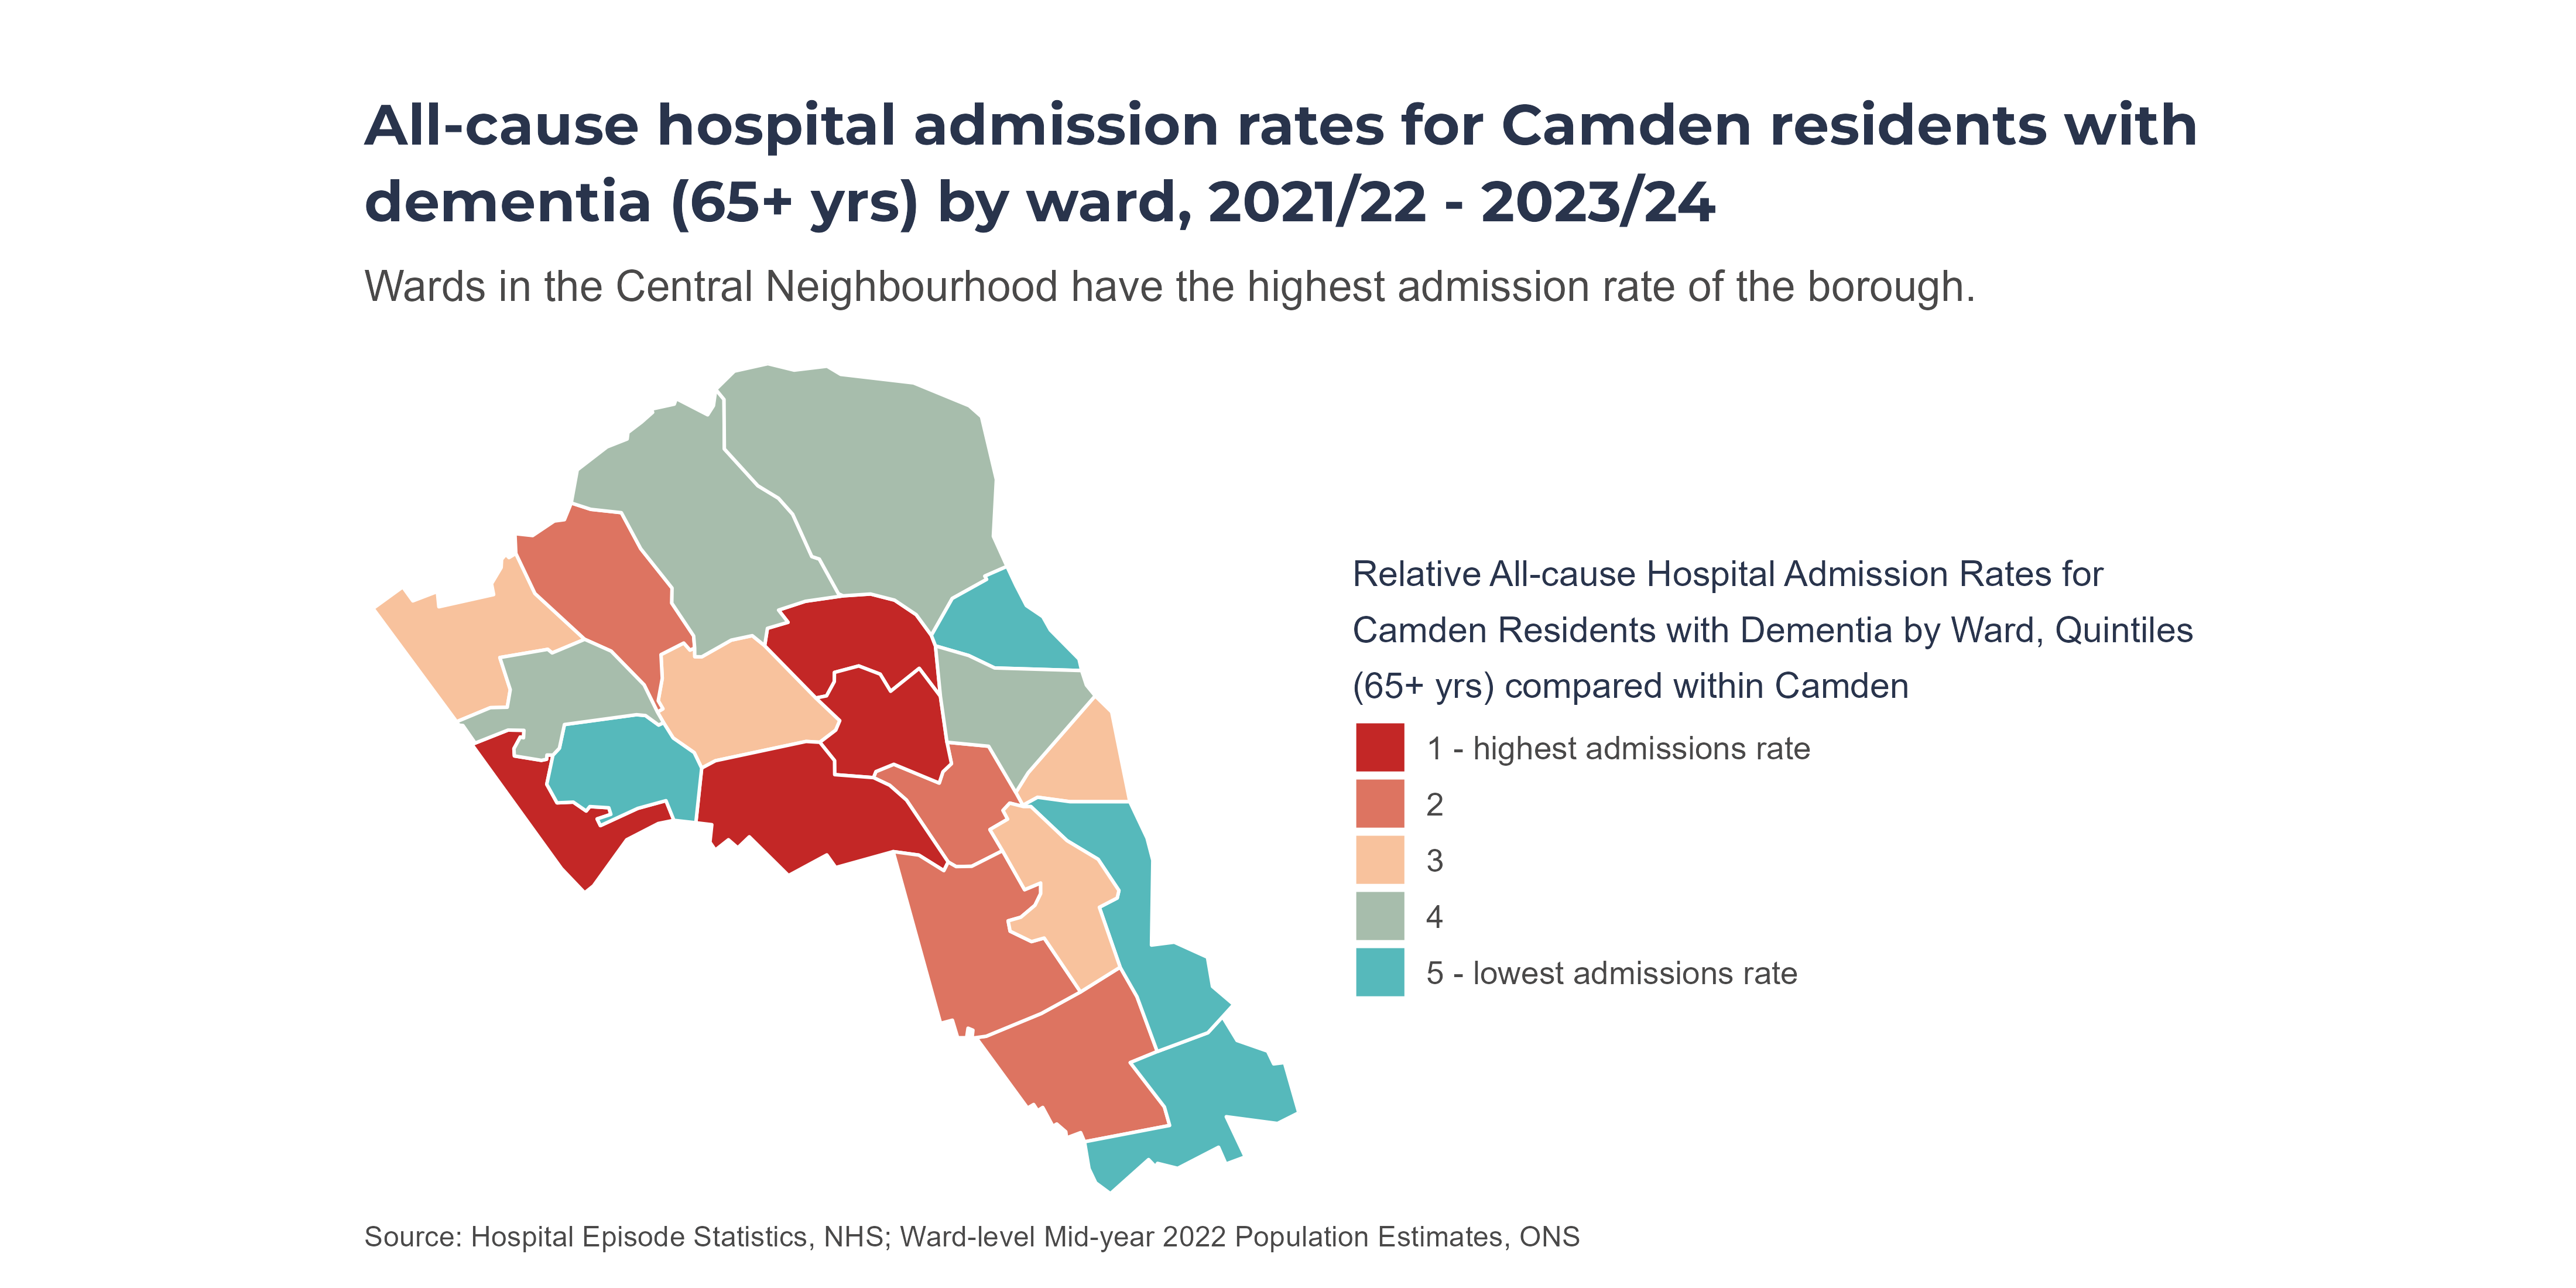 All-cause hospital admission rates for Camden residents with
dementia (65+ yrs) by ward, 2021/22 - 2023/24
Wards in the Central Neighbourhood have the highest admission rate of the borough.
Relative All-cause Hospital Admission Rates for
Camden Residents with Dementia by Ward, Quintiles
(65+ yrs) compared within Camden
1 - highest admissions rate
2
3
4
5 - lowest admissions rate
Source: Hospital Episode Statistics, NHS; Ward-level Mid-year 2022 Population Estimates, ONS